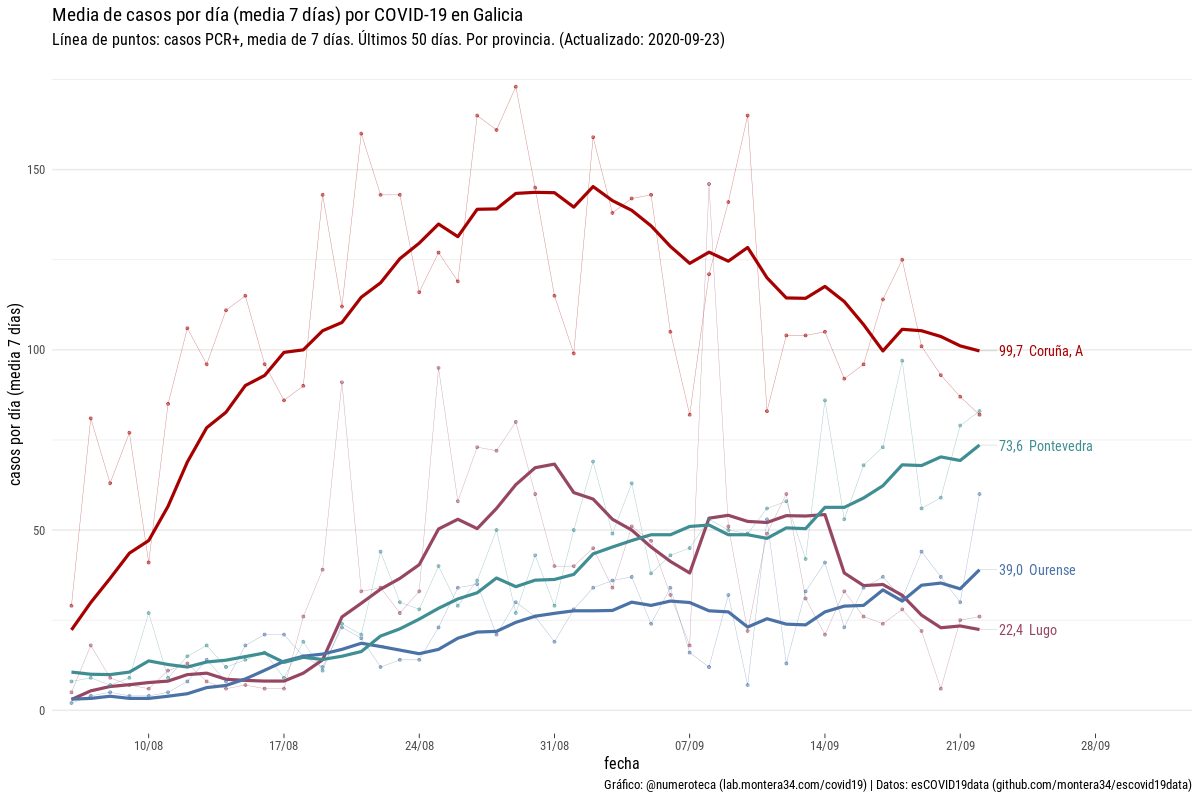 Media de casos por día (media 7 días) por COVID-19 en Galicia
Línea de puntos: casos PCR+, media de 7 días. Últimos 50 días. Por provincia. (Actualizado: 2020-09-23)
casos por día (media 7 días)
150
100
50
0
99,7 Coruña, A
73,6 Pontevedra
39,0 Ourense
22,4 Lugo
10/08 17/08 24/08 31/08 07/09 14/09 21/09 28/09
fecha
Gráfico: @numeroteca (lab.montera34.com/covid19) | Datos: esCOVID19data (github.com/montera34/escovid19data)